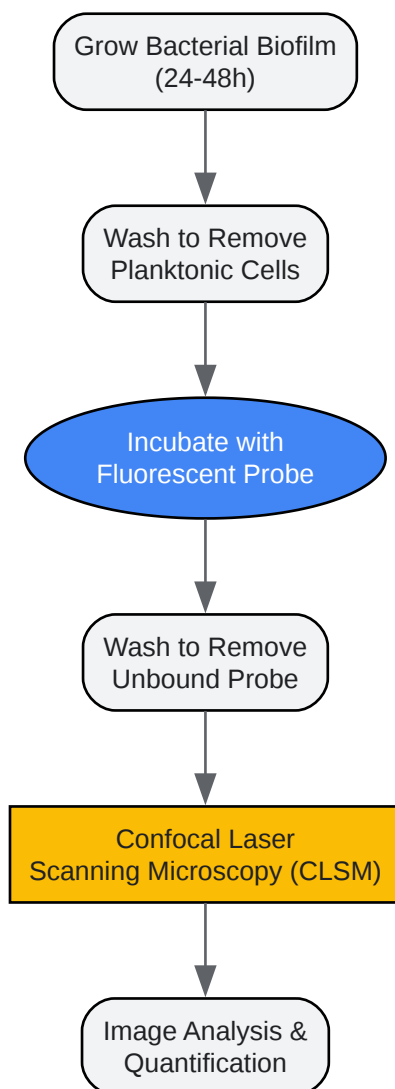 Grow Bacterial Biofilm
(24-48h)
Wash to Remove
Planktonic Cells
Incubate with
Fluorescent Probe
Wash to Remove
Unbound Probe
Confocal Laser
Scanning Microscopy (CLSM)
Image Analysis &
Quantification